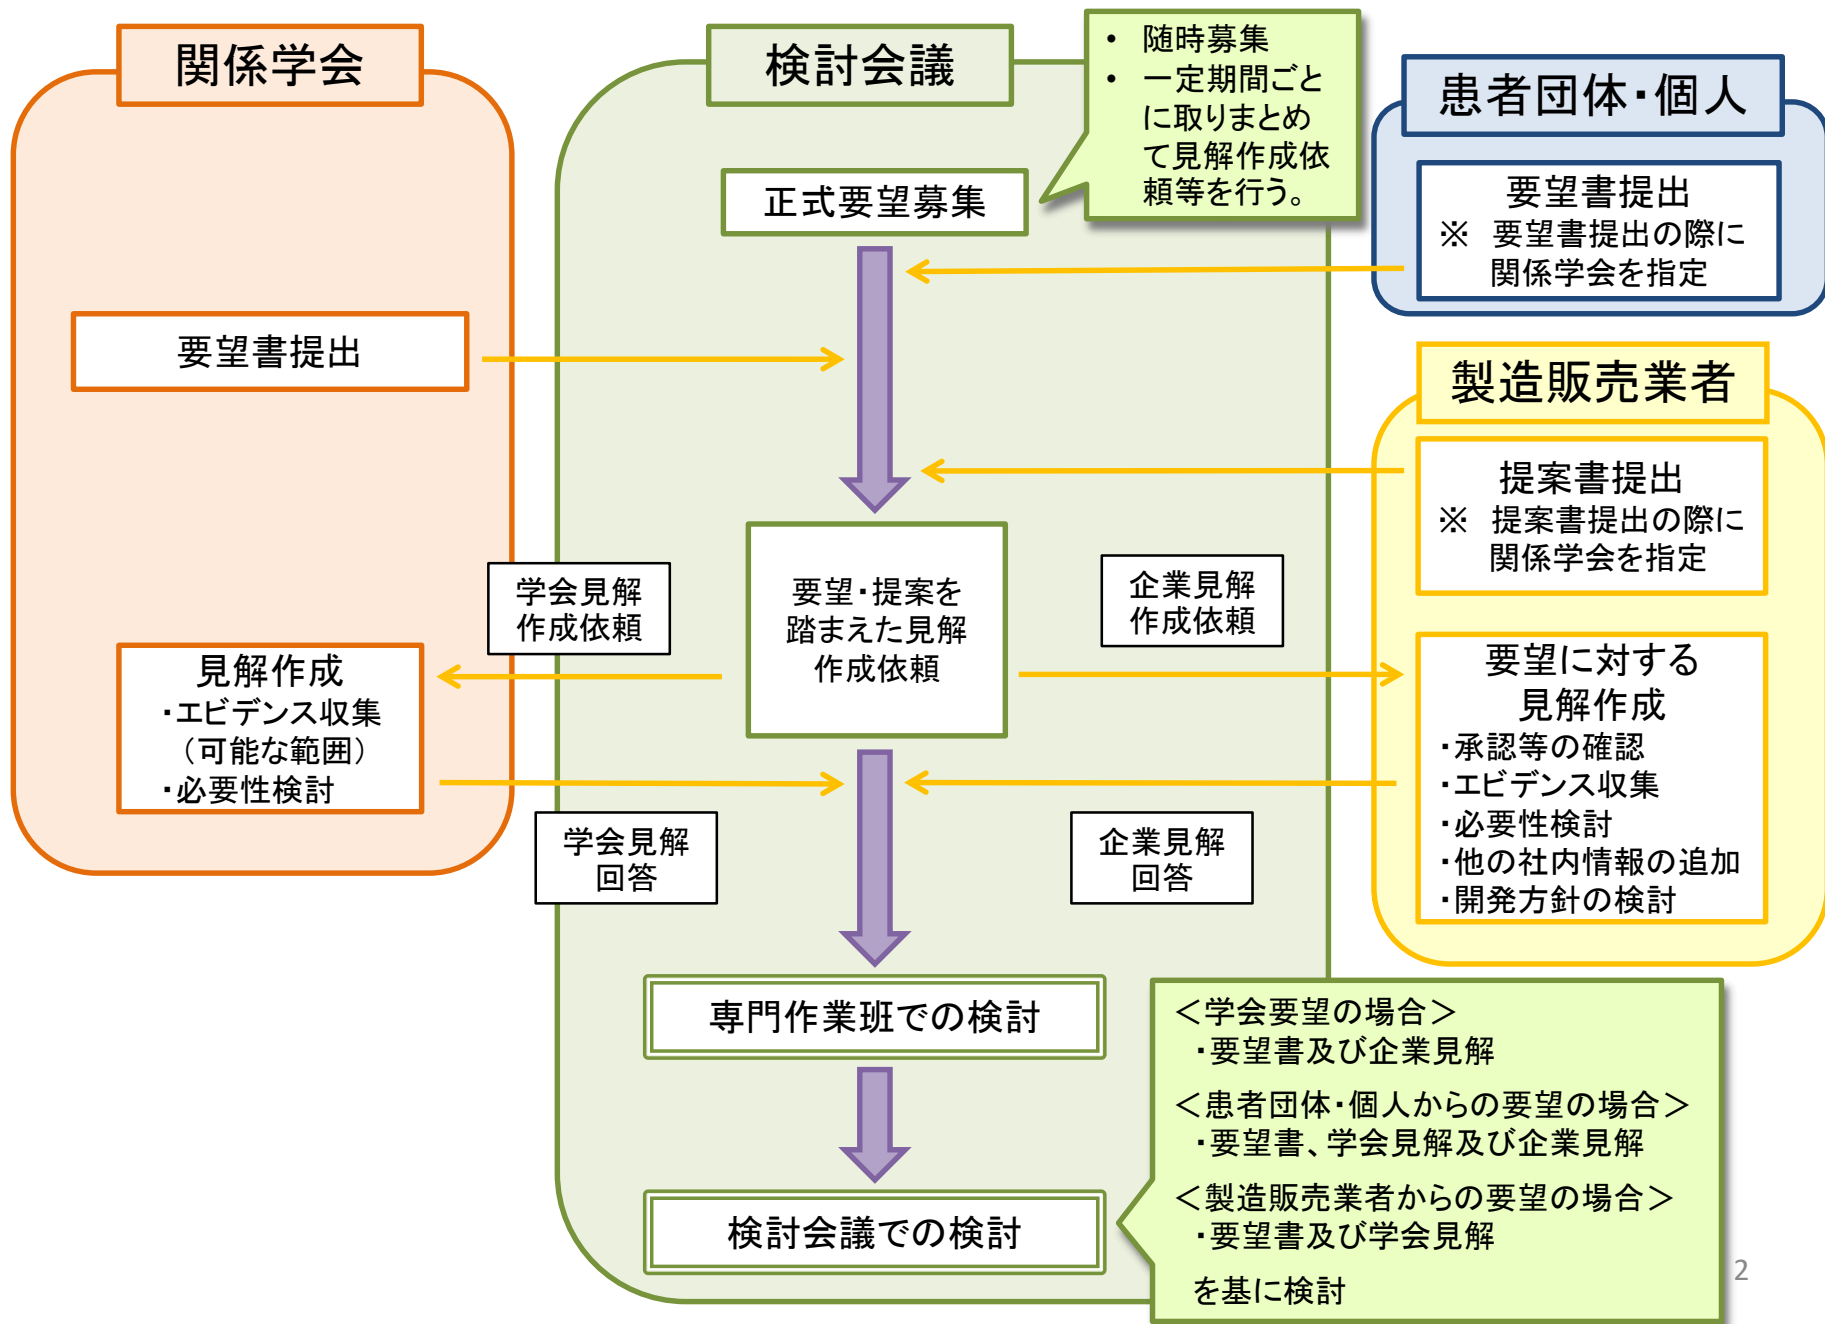 関係学会
検討会議
• 随時募集
• 一定期間ごと
に取りまとめ
て見解作成依
頼等を行う。
患者団体・個人
正式要望募集
要望書提出
※ 要望書提出の際に
関係学会を指定
要望書提出
製造販売業者
提案書提出
※ 提案書提出の際に
関係学会を指定
学会見解
作成依頼
要望・提案を
踏まえた見解
作成依頼
企業見解
作成依頼
見解作成
・エビデンス収集
（可能な範囲）
・必要性検討
要望に対する
見解作成
・承認等の確認
・エビデンス収集
・必要性検討
・他の社内情報の追加
・開発方針の検討
学会見解
回答
企業見解
回答
専門作業班での検討
検討会議での検討
＜学会要望の場合＞
・要望書及び企業見解
＜患者団体・個人からの要望の場合＞
・要望書、学会見解及び企業見解
＜製造販売業者からの要望の場合＞
・要望書及び学会見解
を基に検討
2